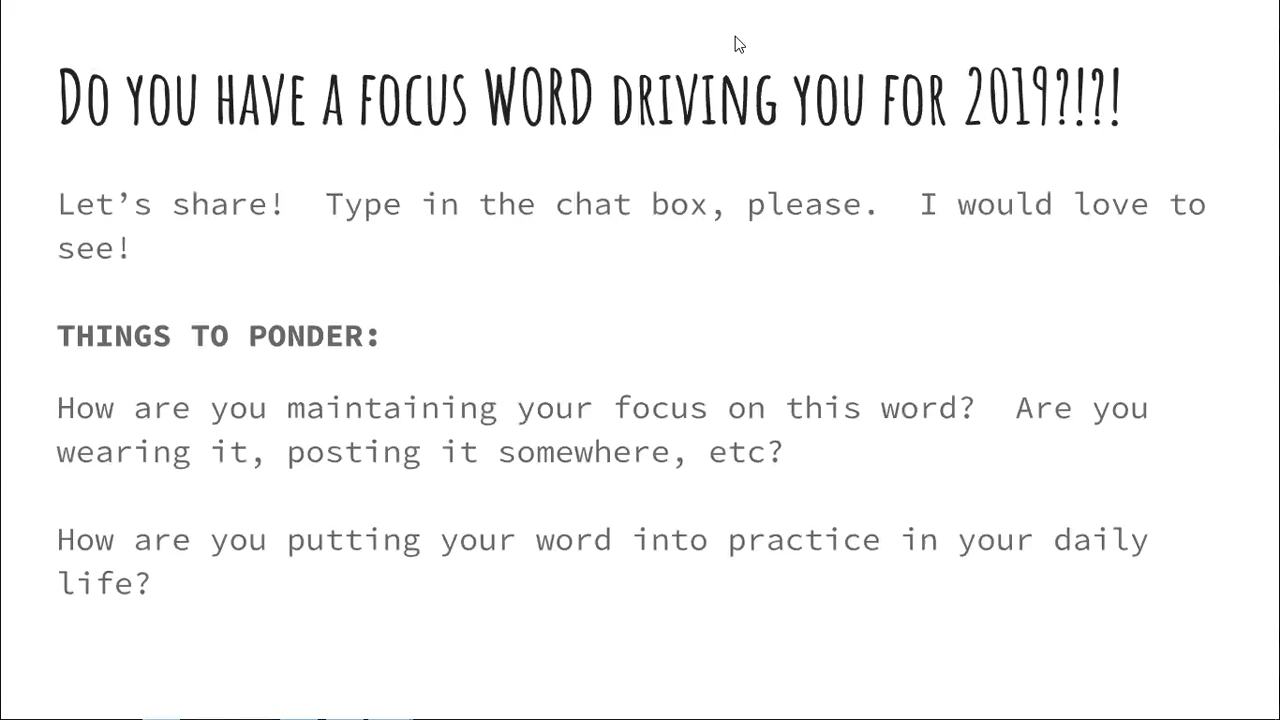 Do you have a focus WORD driving you for 2019?!?!
Let’s share!  Type in the chat box, please.  I would love to
see!
THINGS TO PONDER:
How are you maintaining your focus on this word?  Are you
wearing it, posting it somewhere, etc?
How are you putting your word into practice in your daily
life?